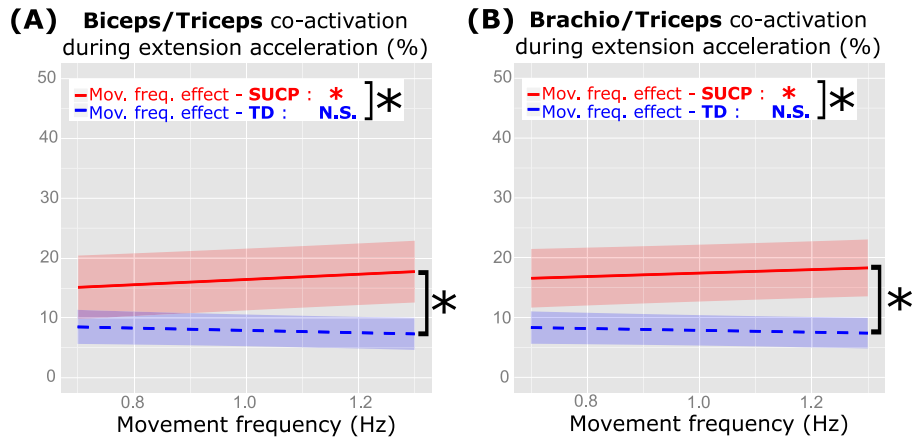 (A) Biceps/Triceps co-activation
during extension acceleration (%)
50
40
30
20
10
0
Mov. freq. effect - SUCP : *
Mov. freq. effect - TD : N.S.
*
*
0.8 1.0 1.2
Movement frequency (Hz)
(B) Brachio/Triceps co-activation
during extension acceleration (%)
50
40
30
20
10
0
Mov. freq. effect - SUCP : *
Mov. freq. effect - TD : N.S.
*
*
0.8 1.0 1.2
Movement frequency (Hz)